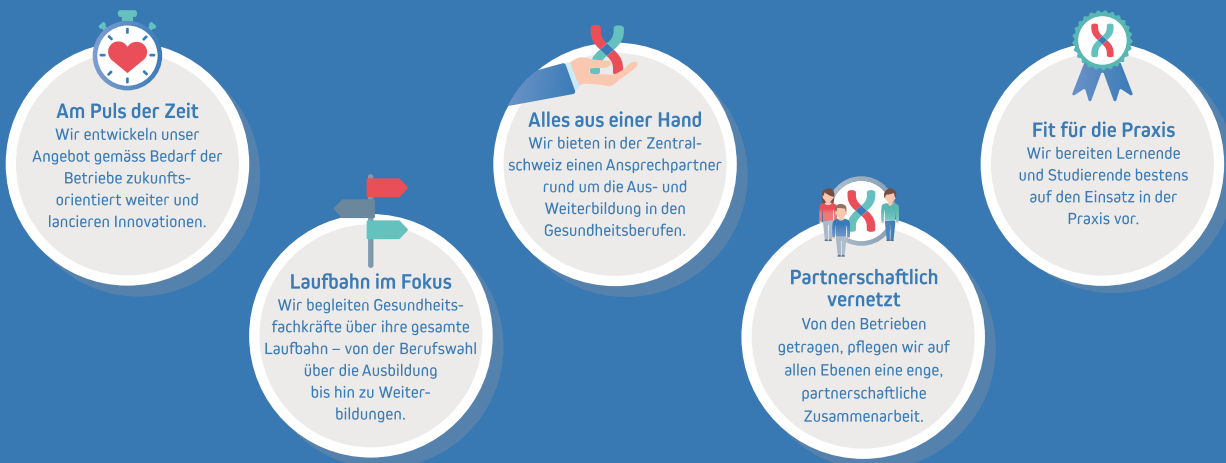 Am Puls der Zeit
Wir entwickeln unser
Angebot gemäss Bedarf der
Betriebe zukunfts-
orientiert weiter und
lancieren Innovationen.
Laufbahn im Fokus
Wir begleiten Gesundheits-
fachkräfte über ihre gesamte
Laufbahn – von der Berufswahl
über die Ausbildung
bis hin zu Weiter-
bildungen.
Alles aus einer Hand
Wir bieten in der Zentral-
schweiz einen Ansprechpartner
rund um die Aus- und
Weiterbildung in den
Gesundheitsberufen.
Partnerschaftlich
vernetzt
Von den Betrieben
getragen, pflegen wir auf
allen Ebenen eine enge,
partnerschaftliche
Zusammenarbeit.
Fit für die Praxis
Wir bereiten Lernende
und Studierende bestens
auf den Einsatz in der
Praxis vor.